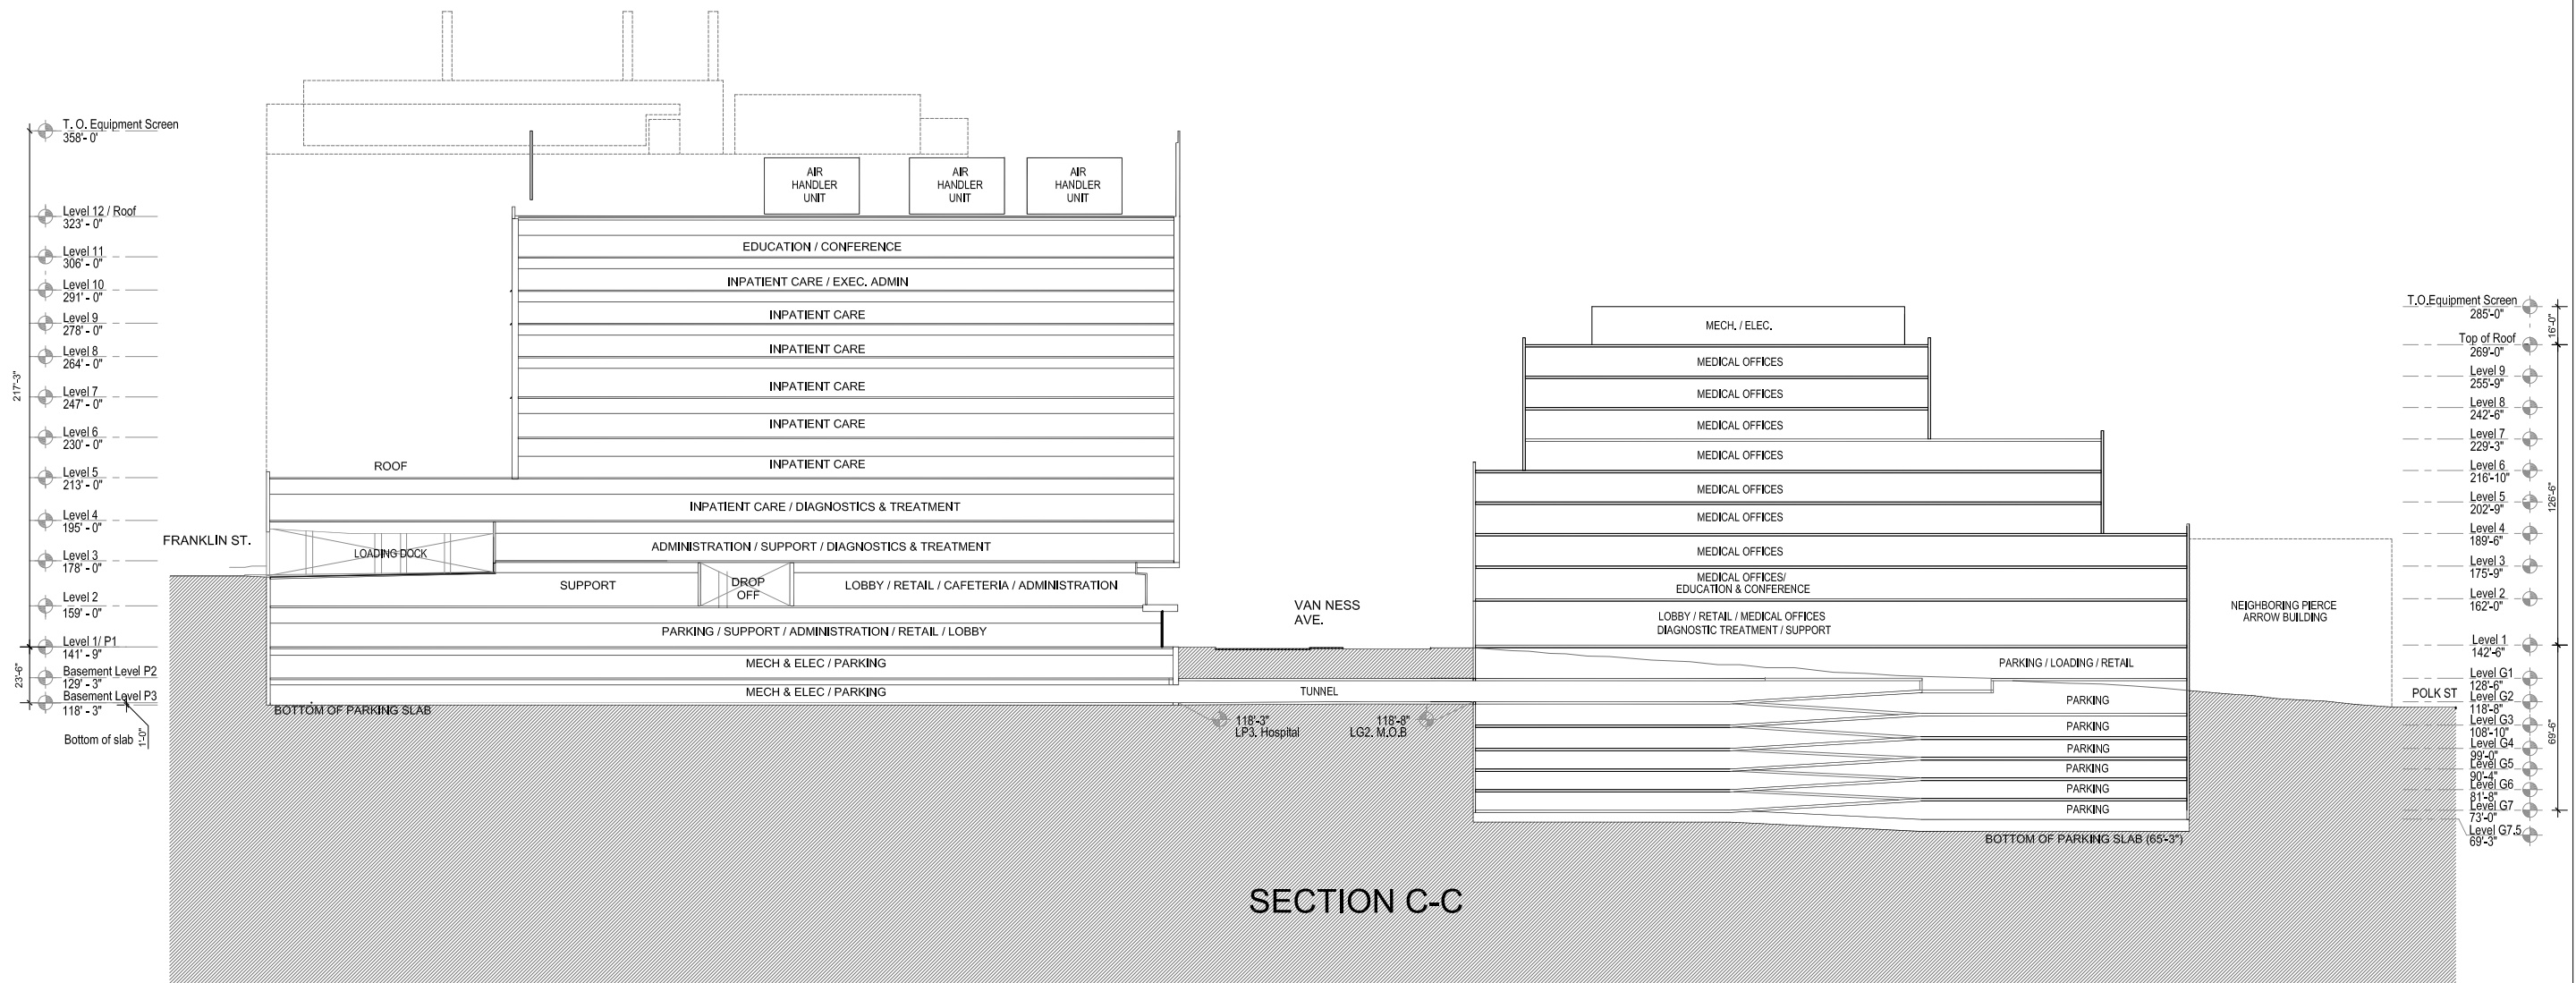 T. O. Equipment Screen
358'- 0'
Level 12 / Roof
323' - 0"
Level 11
306' - 0"
Level 10
291' - 0"
Level 9
278' - 0"
Level 8
264' - 0"
Level 7
247' - 0"
Level 6
230' - 0"
Level 5
213' - 0"
Level 4
195' - 0"
Level 3
178' - 0"
Level 2
159' - 0"
Level 1/ P1
141' - 9"
Basement Level P2
129' - 3"
Basement Level P3
118' - 3"
Bottom of slab
1'-0"
217'-3"
23'-6"
FRANKLIN ST.
AIR
HANDLER
UNIT
AIR
HANDLER
UNIT
AIR
HANDLER
UNIT
EDUCATION / CONFERENCE
INPATIENT CARE / EXEC. ADMIN
INPATIENT CARE
INPATIENT CARE
INPATIENT CARE
INPATIENT CARE
INPATIENT CARE
ROOF
INPATIENT CARE / DIAGNOSTICS & TREATMENT
LOADING DOCK
ADMINISTRATION / SUPPORT / DIAGNOSTICS & TREATMENT
SUPPORT
DROP
OFF
LOBBY / RETAIL / CAFETERIA / ADMINISTRATION
PARKING / SUPPORT / ADMINISTRATION / RETAIL / LOBBY
MECH & ELEC / PARKING
MECH & ELEC / PARKING
BOTTOM OF PARKING SLAB
VAN NESS
AVE.
TUNNEL
118'-3"
LP3. Hospital
118'-8"
LG2. M.O.B
MECH. / ELEC.
MEDICAL OFFICES
MEDICAL OFFICES
MEDICAL OFFICES
MEDICAL OFFICES
MEDICAL OFFICES
MEDICAL OFFICES
MEDICAL OFFICES
MEDICAL OFFICES/
EDUCATION & CONFERENCE
LOBBY / RETAIL / MEDICAL OFFICES
DIAGNOSTIC TREATMENT / SUPPORT
PARKING / LOADING / RETAIL
PARKING
PARKING
PARKING
PARKING
PARKING
PARKING
BOTTOM OF PARKING SLAB (65'-3")
NEIGHBORING PIERCE
ARROW BUILDING
POLK ST
T.O.Equipment Screen
285'-0"
Top of Roof
269'-0"
Level 9
255'-9"
Level 8
242'-6"
Level 7
229'-3"
Level 6
216'-10"
Level 5
202'-9"
Level 4
189'-6"
Level 3
175'-9"
Level 2
162'-0"
Level 1
142'-6"
Level G1
128'-6"
Level G2
118'-8"
Level G3
108'-10"
Level G4
99'-0"
Level G5
90'-4"
Level G6
81'-8"
Level G7
73'-0"
Level G7.5
69'-3"
16'-0"
126'-6"
69'-6"
SECTION C-C